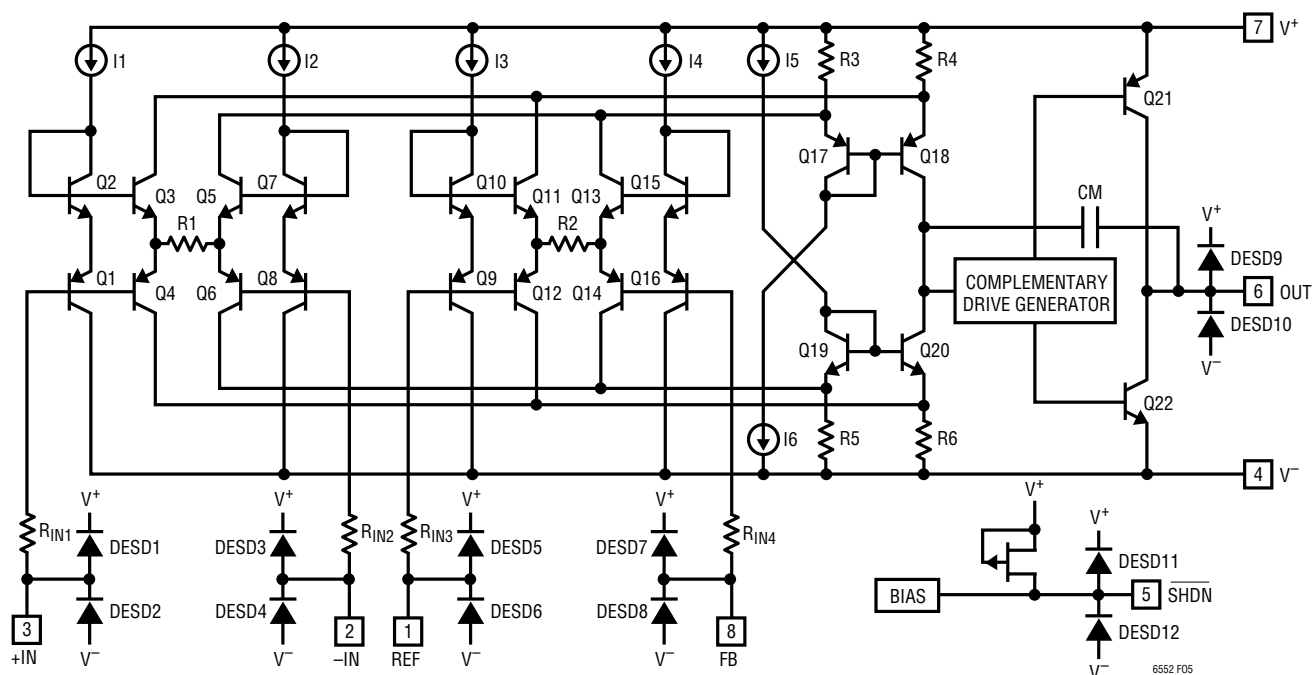 7 V+
I1 I2 I3 I4 I5 R3 R4
Q21
Q17 Q18
Q2 Q3 Q5 Q7 Q10 Q11 Q13 Q15
CM
V+
R1 R2
DESD9
Q1 Q4 Q6 Q8 Q9 Q12 Q14 Q16
COMPLEMENTARY
DRIVE GENERATOR
6 OUT
DESD10
Q19 Q20
V−
Q22
I6 R5 R6
4 V−
V+ V+ V+ V+ V+
RIN1 RIN2 RIN3 RIN4
V+
DESD1 DESD3 DESD5 DESD7
DESD11
BIAS
5 SHDN
DESD2 DESD4 DESD6 DESD8
DESD12
3 2 1 8
+IN V− V− −IN REF V− V− FB
V−
6552 F05